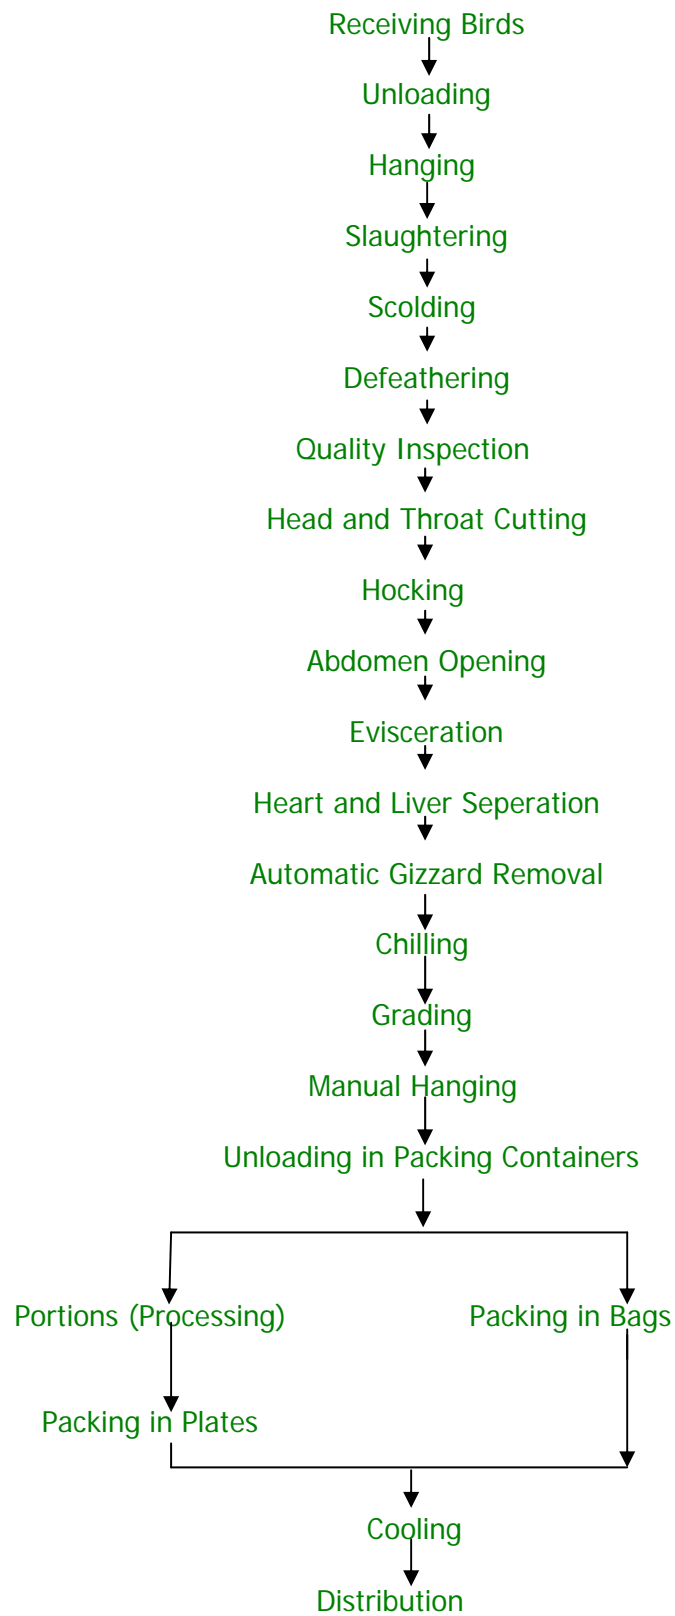 Receiving Birds
Unloading
Hanging
Slaughtering
Scolding
Defeathering
Quality Inspection
Head and Throat Cutting
Hocking
Abdomen Opening
Evisceration
Heart and Liver Seperation
Automatic Gizzard Removal
Chilling
Grading
Manual Hanging
Unloading in Packing Containers
Portions (Processing)
Packing in Bags
Packing in Plates
Cooling
Distribution